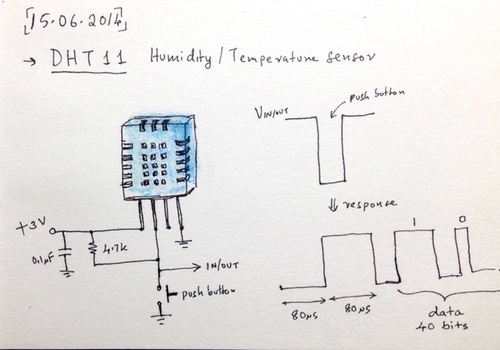 [15.06.2014]
→ DHT11 Humidity / Temperature sensor
VIN/OUT
push button
⇓ response
+3V
0.1µF
4.7K
IN/OUT
push button
1 0
80µs 80µs
data
40 bits